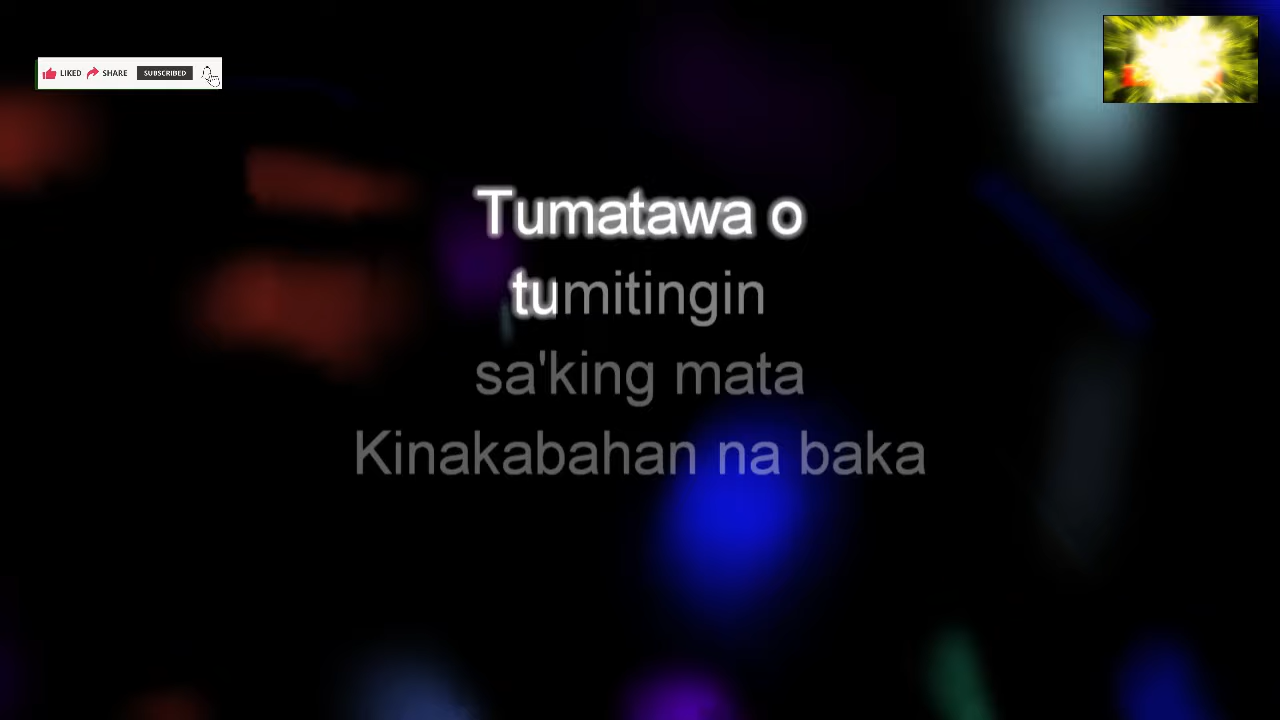 LIKED SHARE SUBSCRIBED
Tumatawa o
tumitingin
sa'king mata
Kinakabahan na baka